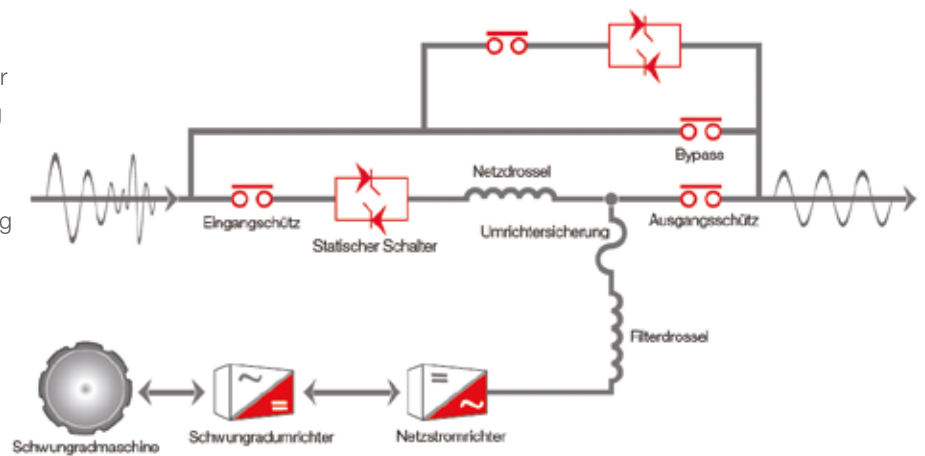 r
g
g
Bypass
Netzdrossel
Eingangschütz
Umrichtersicherung
Ausgangsschütz
Statischer Schalter
Filterdrossel
Schwungradmaschine
Schwungradumrichter
Netzstromrichter